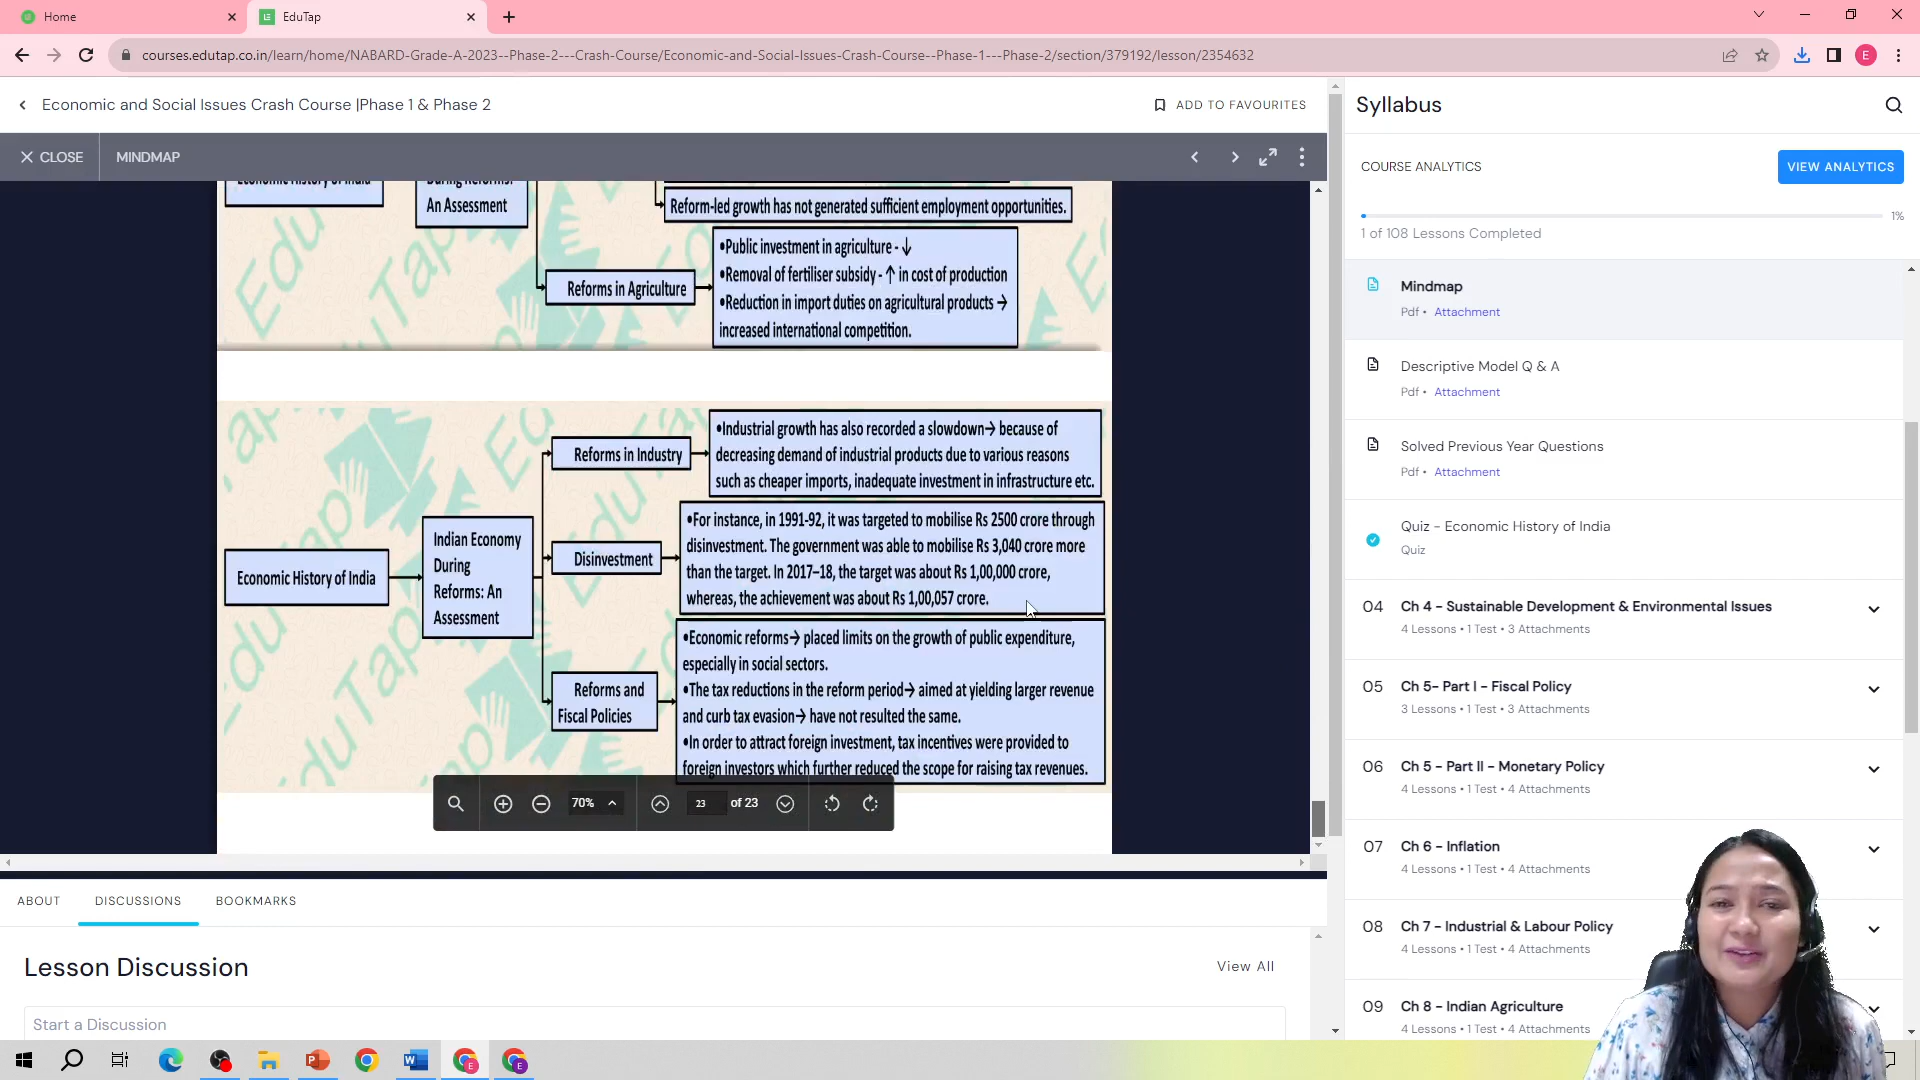 Home
EduTap
courses.edutap.co.in/learn/home/NABARD-Grade-A-2023--Phase-2---Crash-Course/Economic-and-Social-Issues-Crash-Course--Phase-1---Phase-2/section/379192/lesson/2354632
E
Economic and Social Issues Crash Course |Phase 1 & Phase 2
ADD TO FAVOURITES
CLOSE
MINDMAP
Economic History of India
During Reforms:
An Assessment
Reform-led growth has not generated sufficient employment opportunities.
Reforms in Agriculture
•Public investment in agriculture - ↓
•Removal of fertiliser subsidy - ↑ in cost of production
•Reduction in import duties on agricultural products →
increased international competition.
Economic History of India
Indian Economy
During
Reforms: An
Assessment
Reforms in Industry
•Industrial growth has also recorded a slowdown→ because of
decreasing demand of industrial products due to various reasons
such as cheaper imports, inadequate investment in infrastructure etc.
Disinvestment
•For instance, in 1991-92, it was targeted to mobilise Rs 2500 crore through
disinvestment. The government was able to mobilise Rs 3,040 crore more
than the target. In 2017–18, the target was about Rs 1,00,000 crore,
whereas, the achievement was about Rs 1,00,057 crore.
Reforms and
Fiscal Policies
•Economic reforms→ placed limits on the growth of public expenditure,
especially in social sectors.
•The tax reductions in the reform period→ aimed at yielding larger revenue
and curb tax evasion→ have not resulted the same.
•In order to attract foreign investment, tax incentives were provided to
foreign investors which further reduced the scope for raising tax revenues.
EduTap
EduTap
70%
23
of 23
ABOUT
DISCUSSIONS
BOOKMARKS
Lesson Discussion
View All
Start a Discussion
Syllabus
COURSE ANALYTICS
VIEW ANALYTICS
1%
1 of 108 Lessons Completed
Mindmap
Pdf • Attachment
Descriptive Model Q & A
Pdf • Attachment
Solved Previous Year Questions
Pdf • Attachment
Quiz - Economic History of India
Quiz
04 Ch 4 - Sustainable Development & Environmental Issues
4 Lessons • 1 Test • 3 Attachments
05 Ch 5- Part I - Fiscal Policy
3 Lessons • 1 Test • 3 Attachments
06 Ch 5 - Part II - Monetary Policy
4 Lessons • 1 Test • 4 Attachments
07 Ch 6 - Inflation
4 Lessons • 1 Test • 4 Attachments
08 Ch 7 - Industrial & Labour Policy
4 Lessons • 1 Test • 4 Attachments
09 Ch 8 - Indian Agriculture
4 Lessons • 1 Test • 4 Attachments